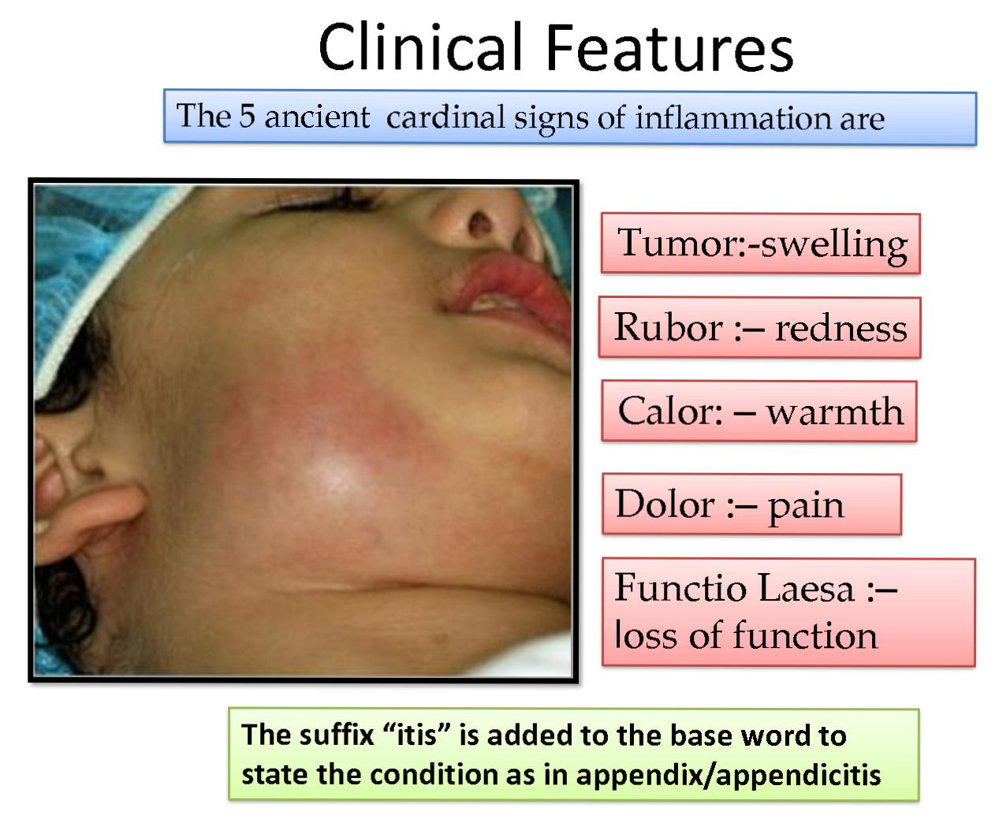 Clinical Features
The 5 ancient  cardinal signs of inflammation are
Tumor:-swelling
Rubor :– redness
Calor: – warmth
Dolor :– pain
Functio Laesa :–
loss of function
The suffix “itis” is added to the base word to
state the condition as in appendix/appendicitis